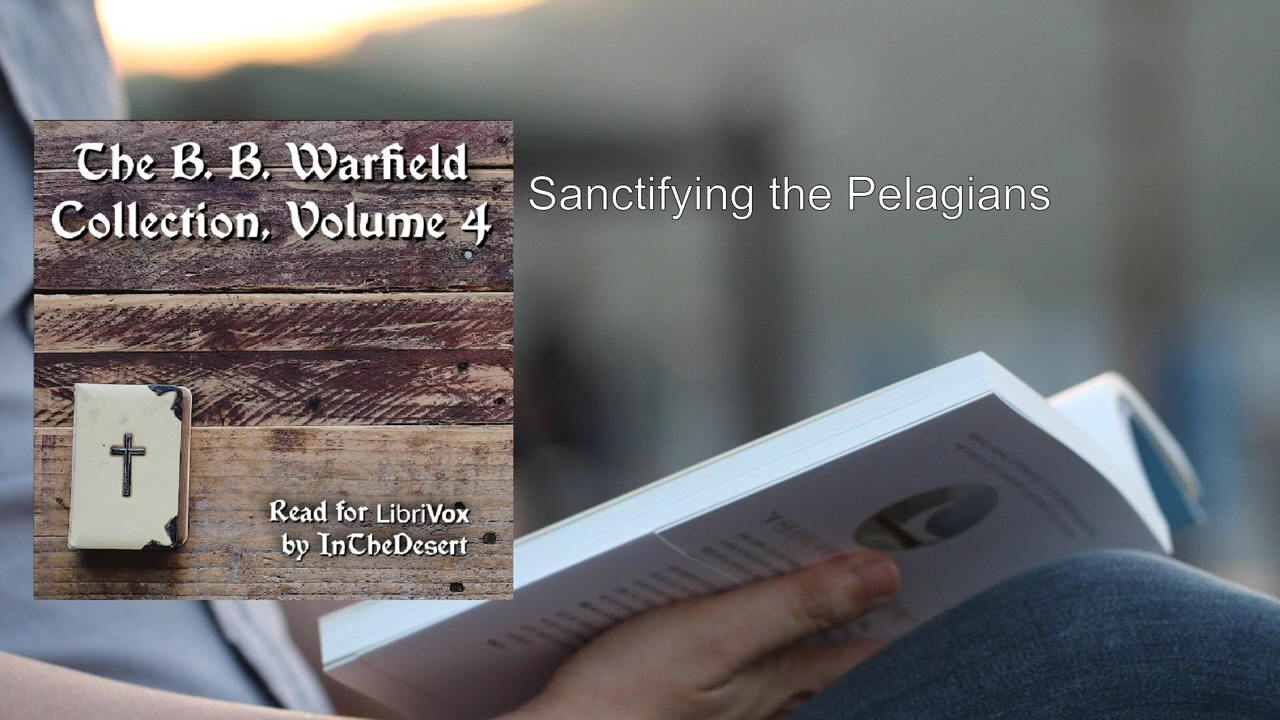 The B. B. Warfield
Collection, Volume 4
Read for LibriVox
by InTheDesert
Sanctifying the Pelagians